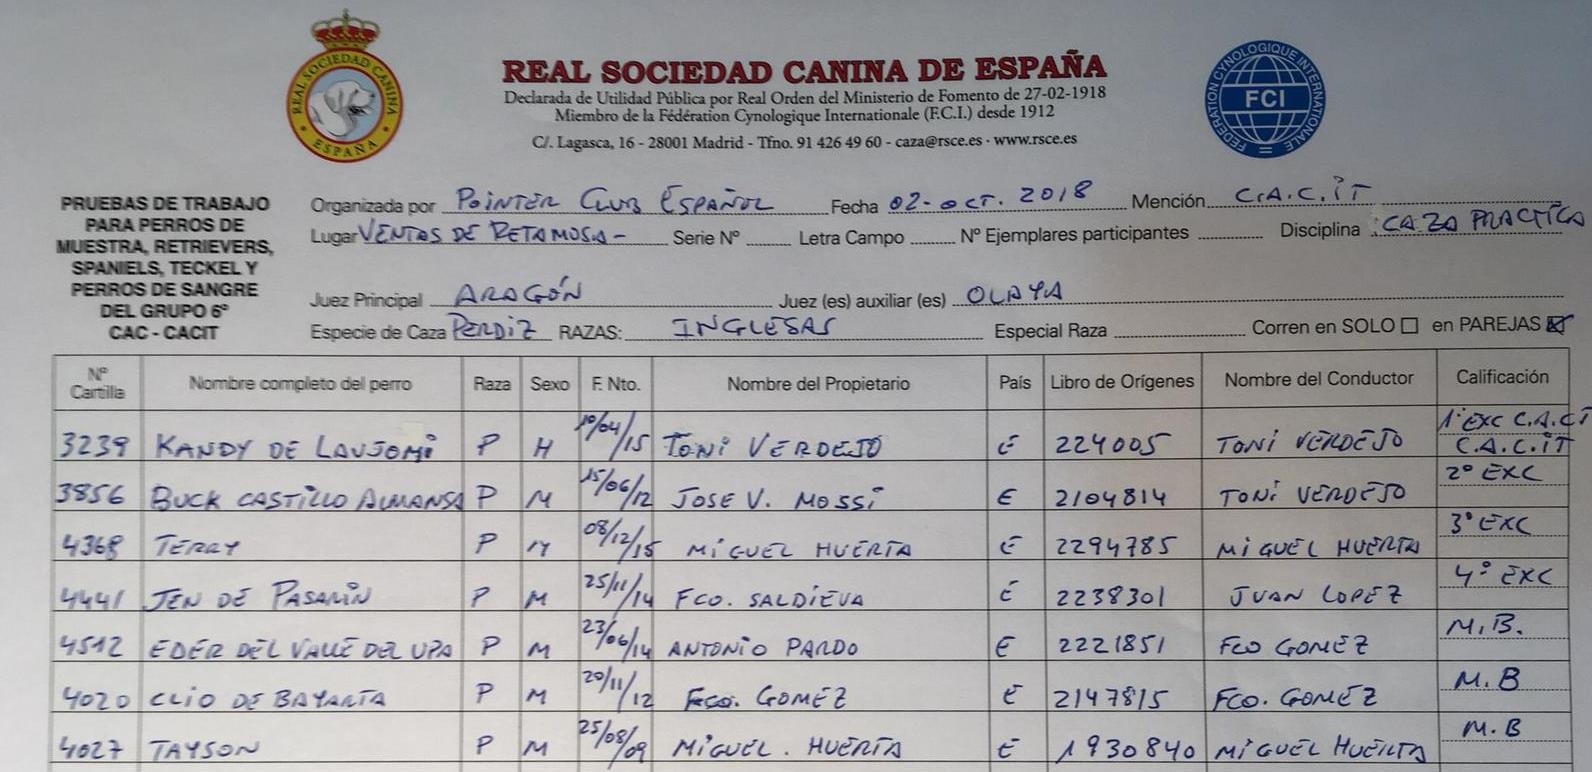 REAL SOCIEDAD CANINA
ESPAÑA
REAL SOCIEDAD CANINA DE ESPAÑA
Declarada de Utilidad Pública por Real Orden del Ministerio de Fomento de 27-02-1918
Miembro de la Fédération Cynologique Internationale (F.C.I.) desde 1912
C/. Lagasca, 16 - 28001 Madrid - Tfno. 91 426 49 60 - caza@rsce.es · www.rsce.es
FEDERATION CYNOLOGIQUE INTERNATIONALE
FCI
PRUEBAS DE TRABAJO
PARA PERROS DE
MUESTRA, RETRIEVERS,
SPANIELS, TECKEL Y
PERROS DE SANGRE
DEL GRUPO 6º
CAC - CACIT
Organizada por POINTER CLUB ESPAÑOL Fecha 02-OCT. 2018 Mención C.A.C.iT
Lugar VENTAS DE RETAMOSA- Serie Nº Letra Campo Nº Ejemplares participantes Disciplina CAZA PRACTICA
Juez Principal ARAGÓN Juez (es) auxiliar (es) OLAYA
Especie de Caza PERDIZ RAZAS: INGLESAS Especial Raza Corren en SOLO en PAREJAS
Nº Cartilla Nombre completo del perro Raza Sexo F. Nto. Nombre del Propietario País Libro de Orígenes Nombre del Conductor Calificación
3239 KANDY DE LAUJOMi P H 10/04/15 TONi VERDEJO E 224005 TONi VERDEJO 1º EXC C.A.C.i C.A.C.iT
3856 BUCK CASTILLO ALMANSA P M 15/06/12 JOSE V. MOSSi E 2104814 TONi VERDEJO 2º EXC
4368 TERRY P M 08/12/15 MiGUEL HUERTA E 2294785 MiGUEL HUERTA 3º EXC
4441 JEN DE PASARIN P M 25/11/14 FCO. SALDIEVA E 2238301 JUAN LOPEZ 4º EXC
4512 EDER DEL VALLE DEL UPA P M 23/06/14 ANTONiO PARDO E 2221851 FCO GOMEZ M.B.
4020 CLiO DE P M 20/11/12 FCO. GOMEZ E 2147815 FCO. GOMEZ M.B
4027 TAYSON P M 25/08/09 MiGUEL. HUERTA E 1930840 MiGUEL HUERTA M.B